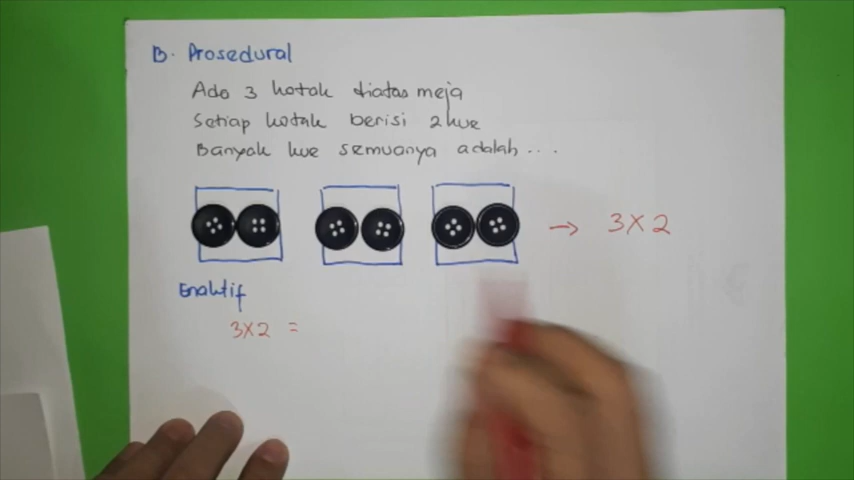 B. Prosedural
Ada 3 kotak diatas meja
Setiap kotak berisi 2 kue
Banyak kue semuanya adalah ...
→ 3×2
Enaktif
3×2 =